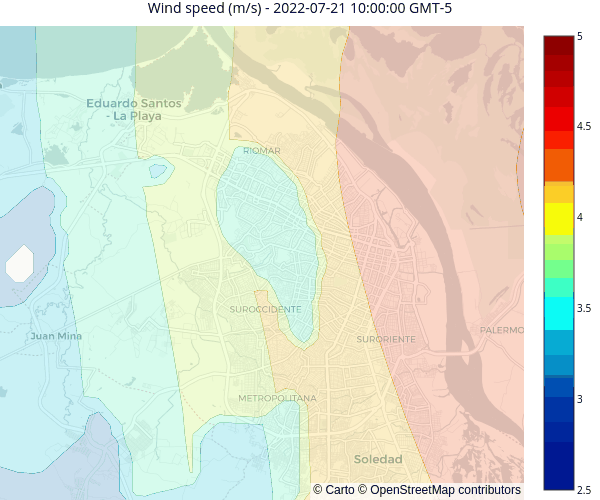 Wind speed (m/s) - 2022-07-21 10:00:00 GMT-5
5
4.5
4
3.5
3
2.5
Eduardo Santos
- La Playa
RIOMAR
SUROCCIDENTE
Juan Mina
SURORIENTE
PALERMO
METROPOLITANA
Soledad
© Carto © OpenStreetMap contributors